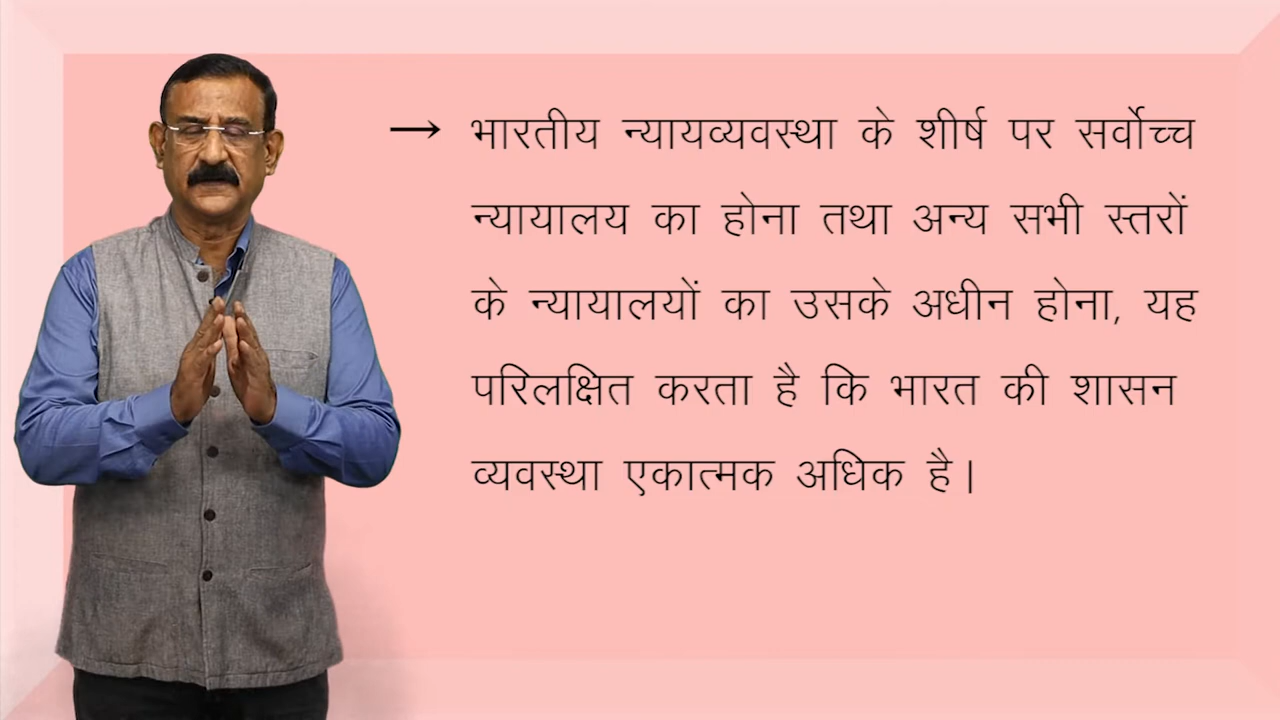 → भारतीय न्यायव्यवस्था के शीर्ष पर सर्वोच्च
न्यायालय का होना तथा अन्य सभी स्तरों
के न्यायालयों का उसके अधीन होना, यह
परिलक्षित करता है कि भारत की शासन
व्यवस्था एकात्मक अधिक है।